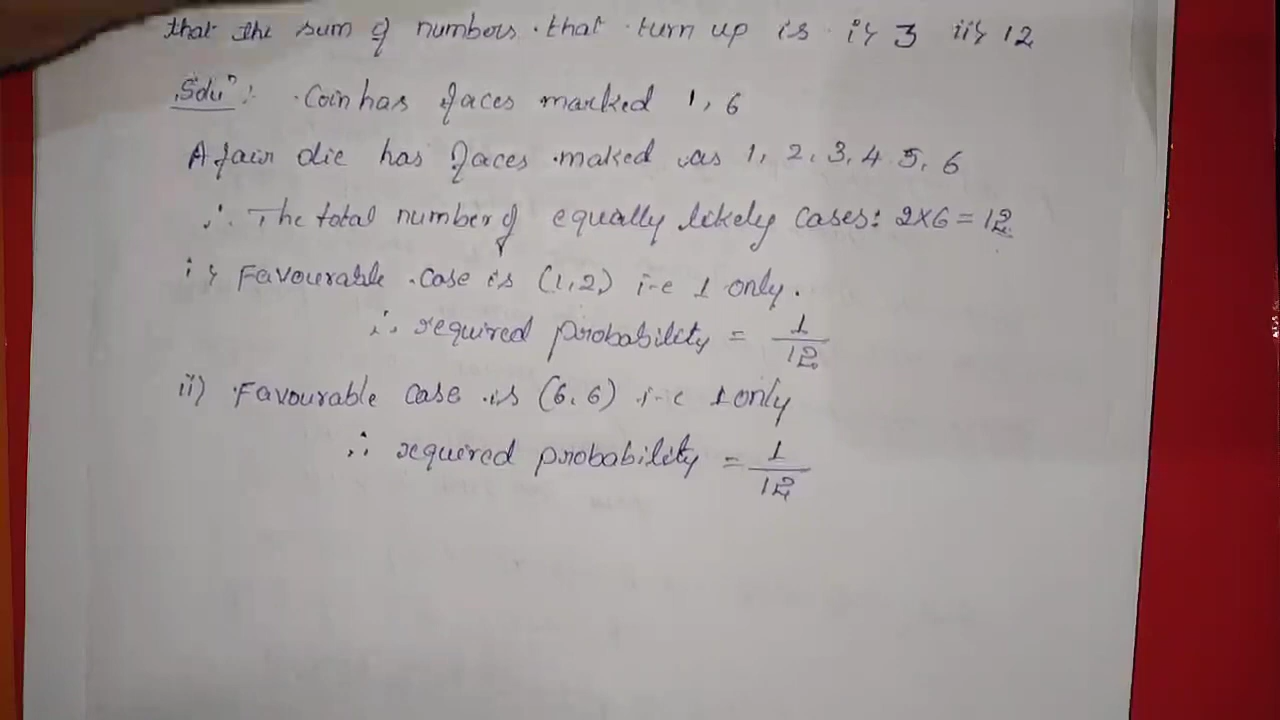 that the sum of numbers that turn up is i} 3 ii} 12
Solu^n:- Coin has faces marked 1, 6
A fair die has faces maked as 1, 2, 3, 4 5, 6
∴ The total number of equally likely cases: 2×6 = 12
i} Favourable case is (1,2) i-e 1 only.
∴ required probability = 1/12
ii) Favourable case is (6,6) i-e 1 only
∴ required probability = 1/12